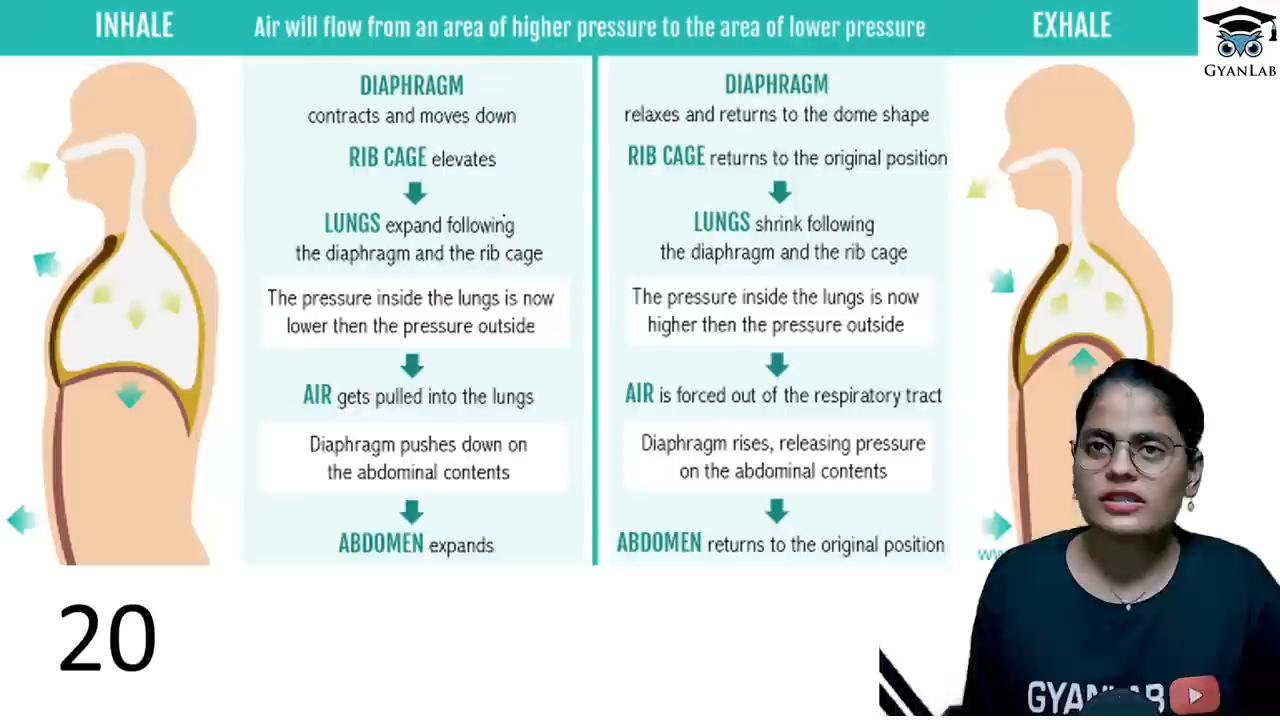 INHALE
Air will flow from an area of higher pressure to the area of lower pressure
EXHALE
GYANLAB
DIAPHRAGM
contracts and moves down
RIB CAGE elevates
LUNGS expand following
the diaphragm and the rib cage
The pressure inside the lungs is now
lower then the pressure outside
AIR gets pulled into the lungs
Diaphragm pushes down on
the abdominal contents
ABDOMEN expands
DIAPHRAGM
relaxes and returns to the dome shape
RIB CAGE returns to the original position
LUNGS shrink following
the diaphragm and the rib cage
The pressure inside the lungs is now
higher then the pressure outside
AIR is forced out of the respiratory tract
Diaphragm rises, releasing pressure
on the abdominal contents
ABDOMEN returns to the original position
20